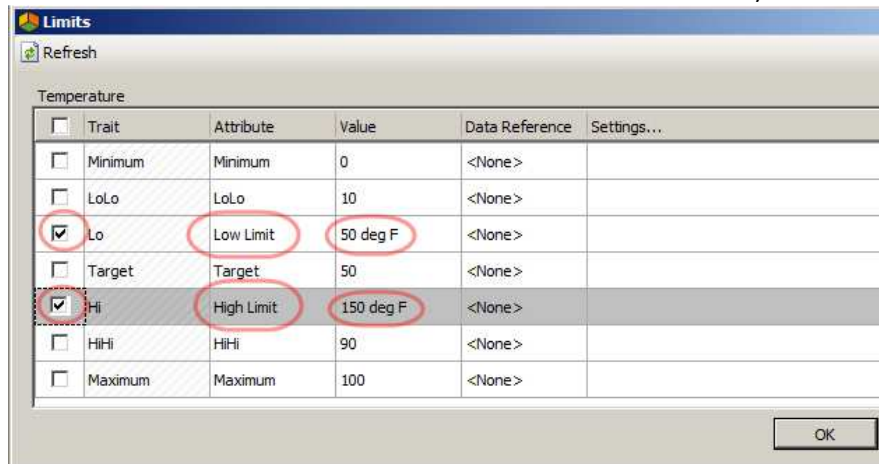 Limits
Refresh
Temperature
Trait Attribute Value Data Reference Settings...
Minimum Minimum 0 <None>
LoLo LoLo 10 <None>
Lo Low Limit 50 deg F <None>
Target Target 50 <None>
Hi High Limit 150 deg F <None>
HiHi HiHi 90 <None>
Maximum Maximum 100 <None>
OK